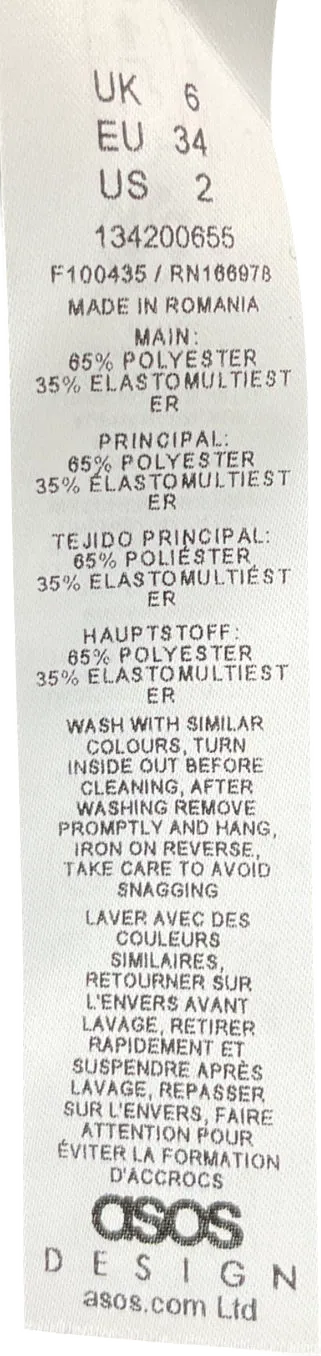 UK 6
EU 34
US 2
134200655
F100435 / RN166978
MADE IN ROMANIA
MAIN:
65% POLYESTER
35% ELASTOMULTIEST
ER
PRINCIPAL:
65% POLYESTER
35% ÉLASTOMULTIEST
ER
TEJIDO PRINCIPAL:
65% POLIÉSTER
35% ELASTOMULTIÉST
ER
HAUPTSTOFF:
65% POLYESTER
35% ELASTOMULTIEST
ER
WASH WITH SIMILAR
COLOURS, TURN
INSIDE OUT BEFORE
CLEANING, AFTER
WASHING REMOVE
PROMPTLY AND HANG,
IRON ON REVERSE,
TAKE CARE TO AVOID
SNAGGING
LAVER AVEC DES
COULEURS
SIMILAIRES,
RETOURNER SUR
L'ENVERS AVANT
LAVAGE, RETIRER
RAPIDEMENT ET
SUSPENDRE APRÈS
LAVAGE, REPASSER
SUR L'ENVERS, FAIRE
ATTENTION POUR
ÉVITER LA FORMATION
D'ACCROCS
asos
DESIGN
asos.com Ltd